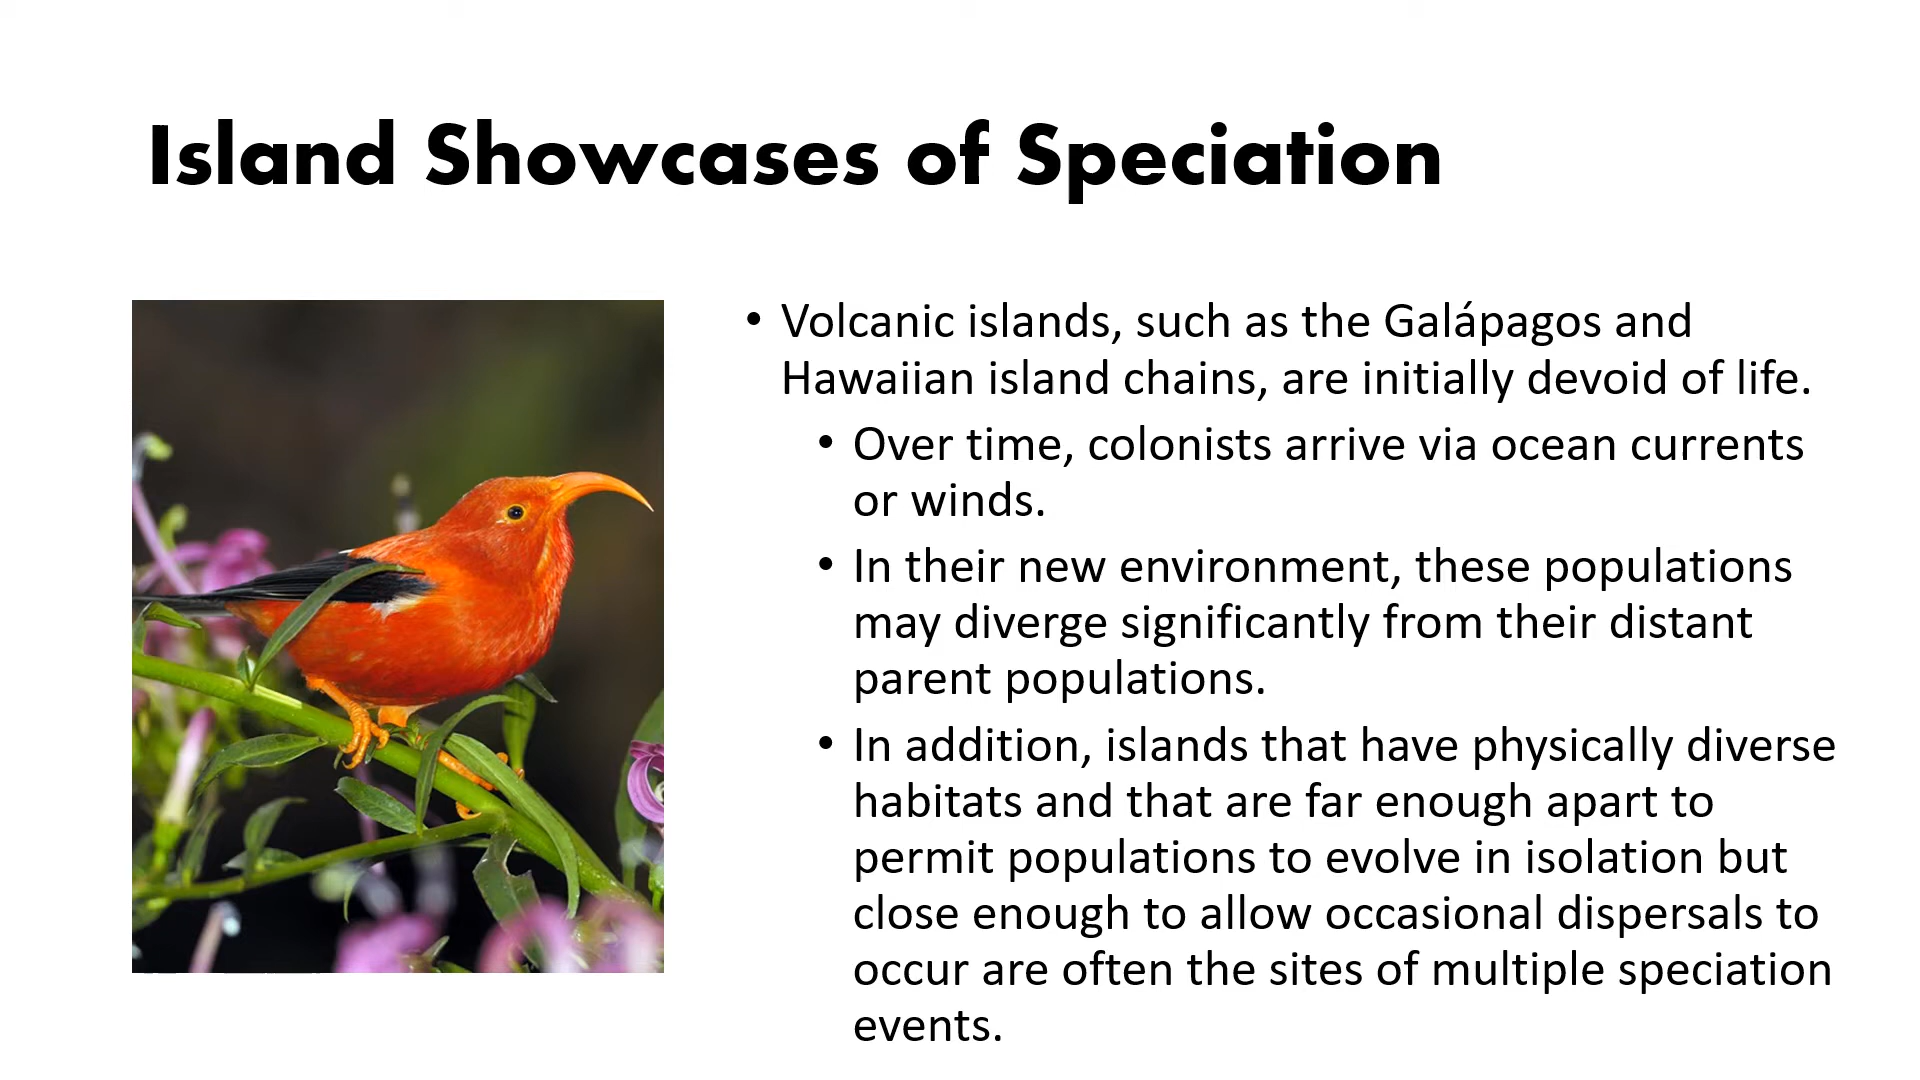 Island Showcases of Speciation
• Volcanic islands, such as the Galápagos and
Hawaiian island chains, are initially devoid of life.
• Over time, colonists arrive via ocean currents
or winds.
• In their new environment, these populations
may diverge significantly from their distant
parent populations.
• In addition, islands that have physically diverse
habitats and that are far enough apart to
permit populations to evolve in isolation but
close enough to allow occasional dispersals to
occur are often the sites of multiple speciation
events.